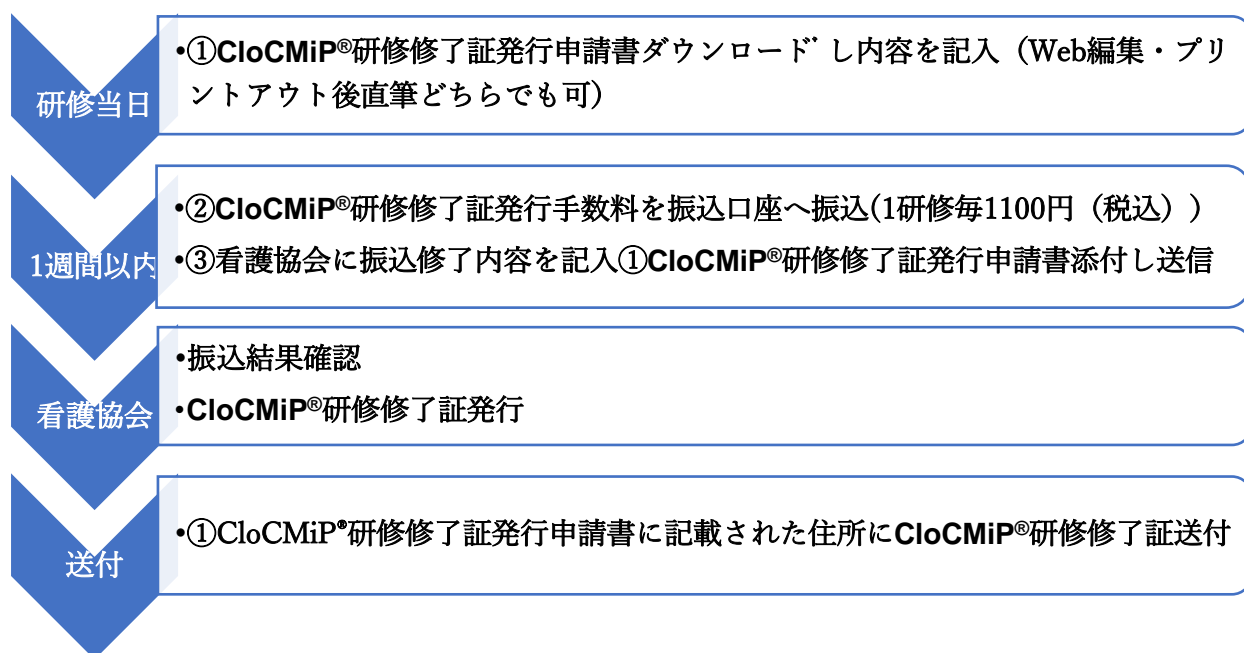 研修当日
•①CloCMiP®研修修了証発行申請書ダウンロード*し内容を記入（Web編集・プリ
ントアウト後直筆どちらでも可）
1週間以内
•②CloCMiP®研修修了証発行手数料を振込口座へ振込(1研修毎1100円（税込）)
•③看護協会に振込修了内容を記入①CloCMiP®研修修了証発行申請書添付し送信
看護協会
•振込結果確認
•CloCMiP®研修修了証発行
送付
•①CloCMiP®研修修了証発行申請書に記載された住所にCloCMiP®研修修了証送付